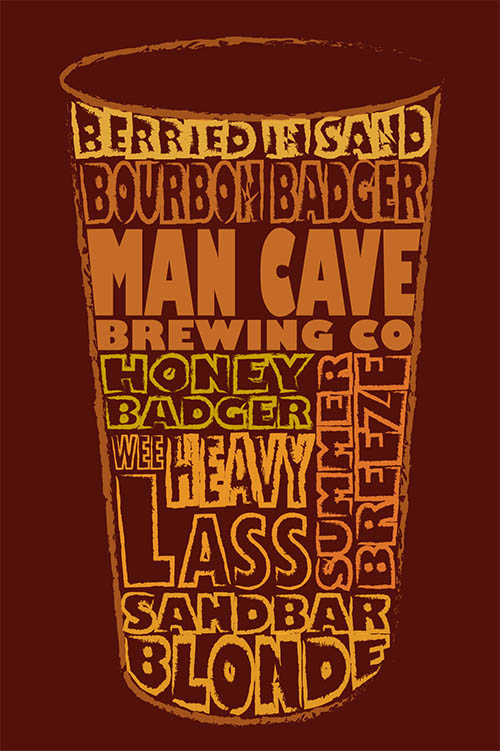 BERRIED IN SAND
BOURBON BADGER
MAN CAVE
BREWING CO
HONEY
BADGER
WEE HEAVY
LASS
SUMMER
BREEZE
SANDBAR
BLONDE